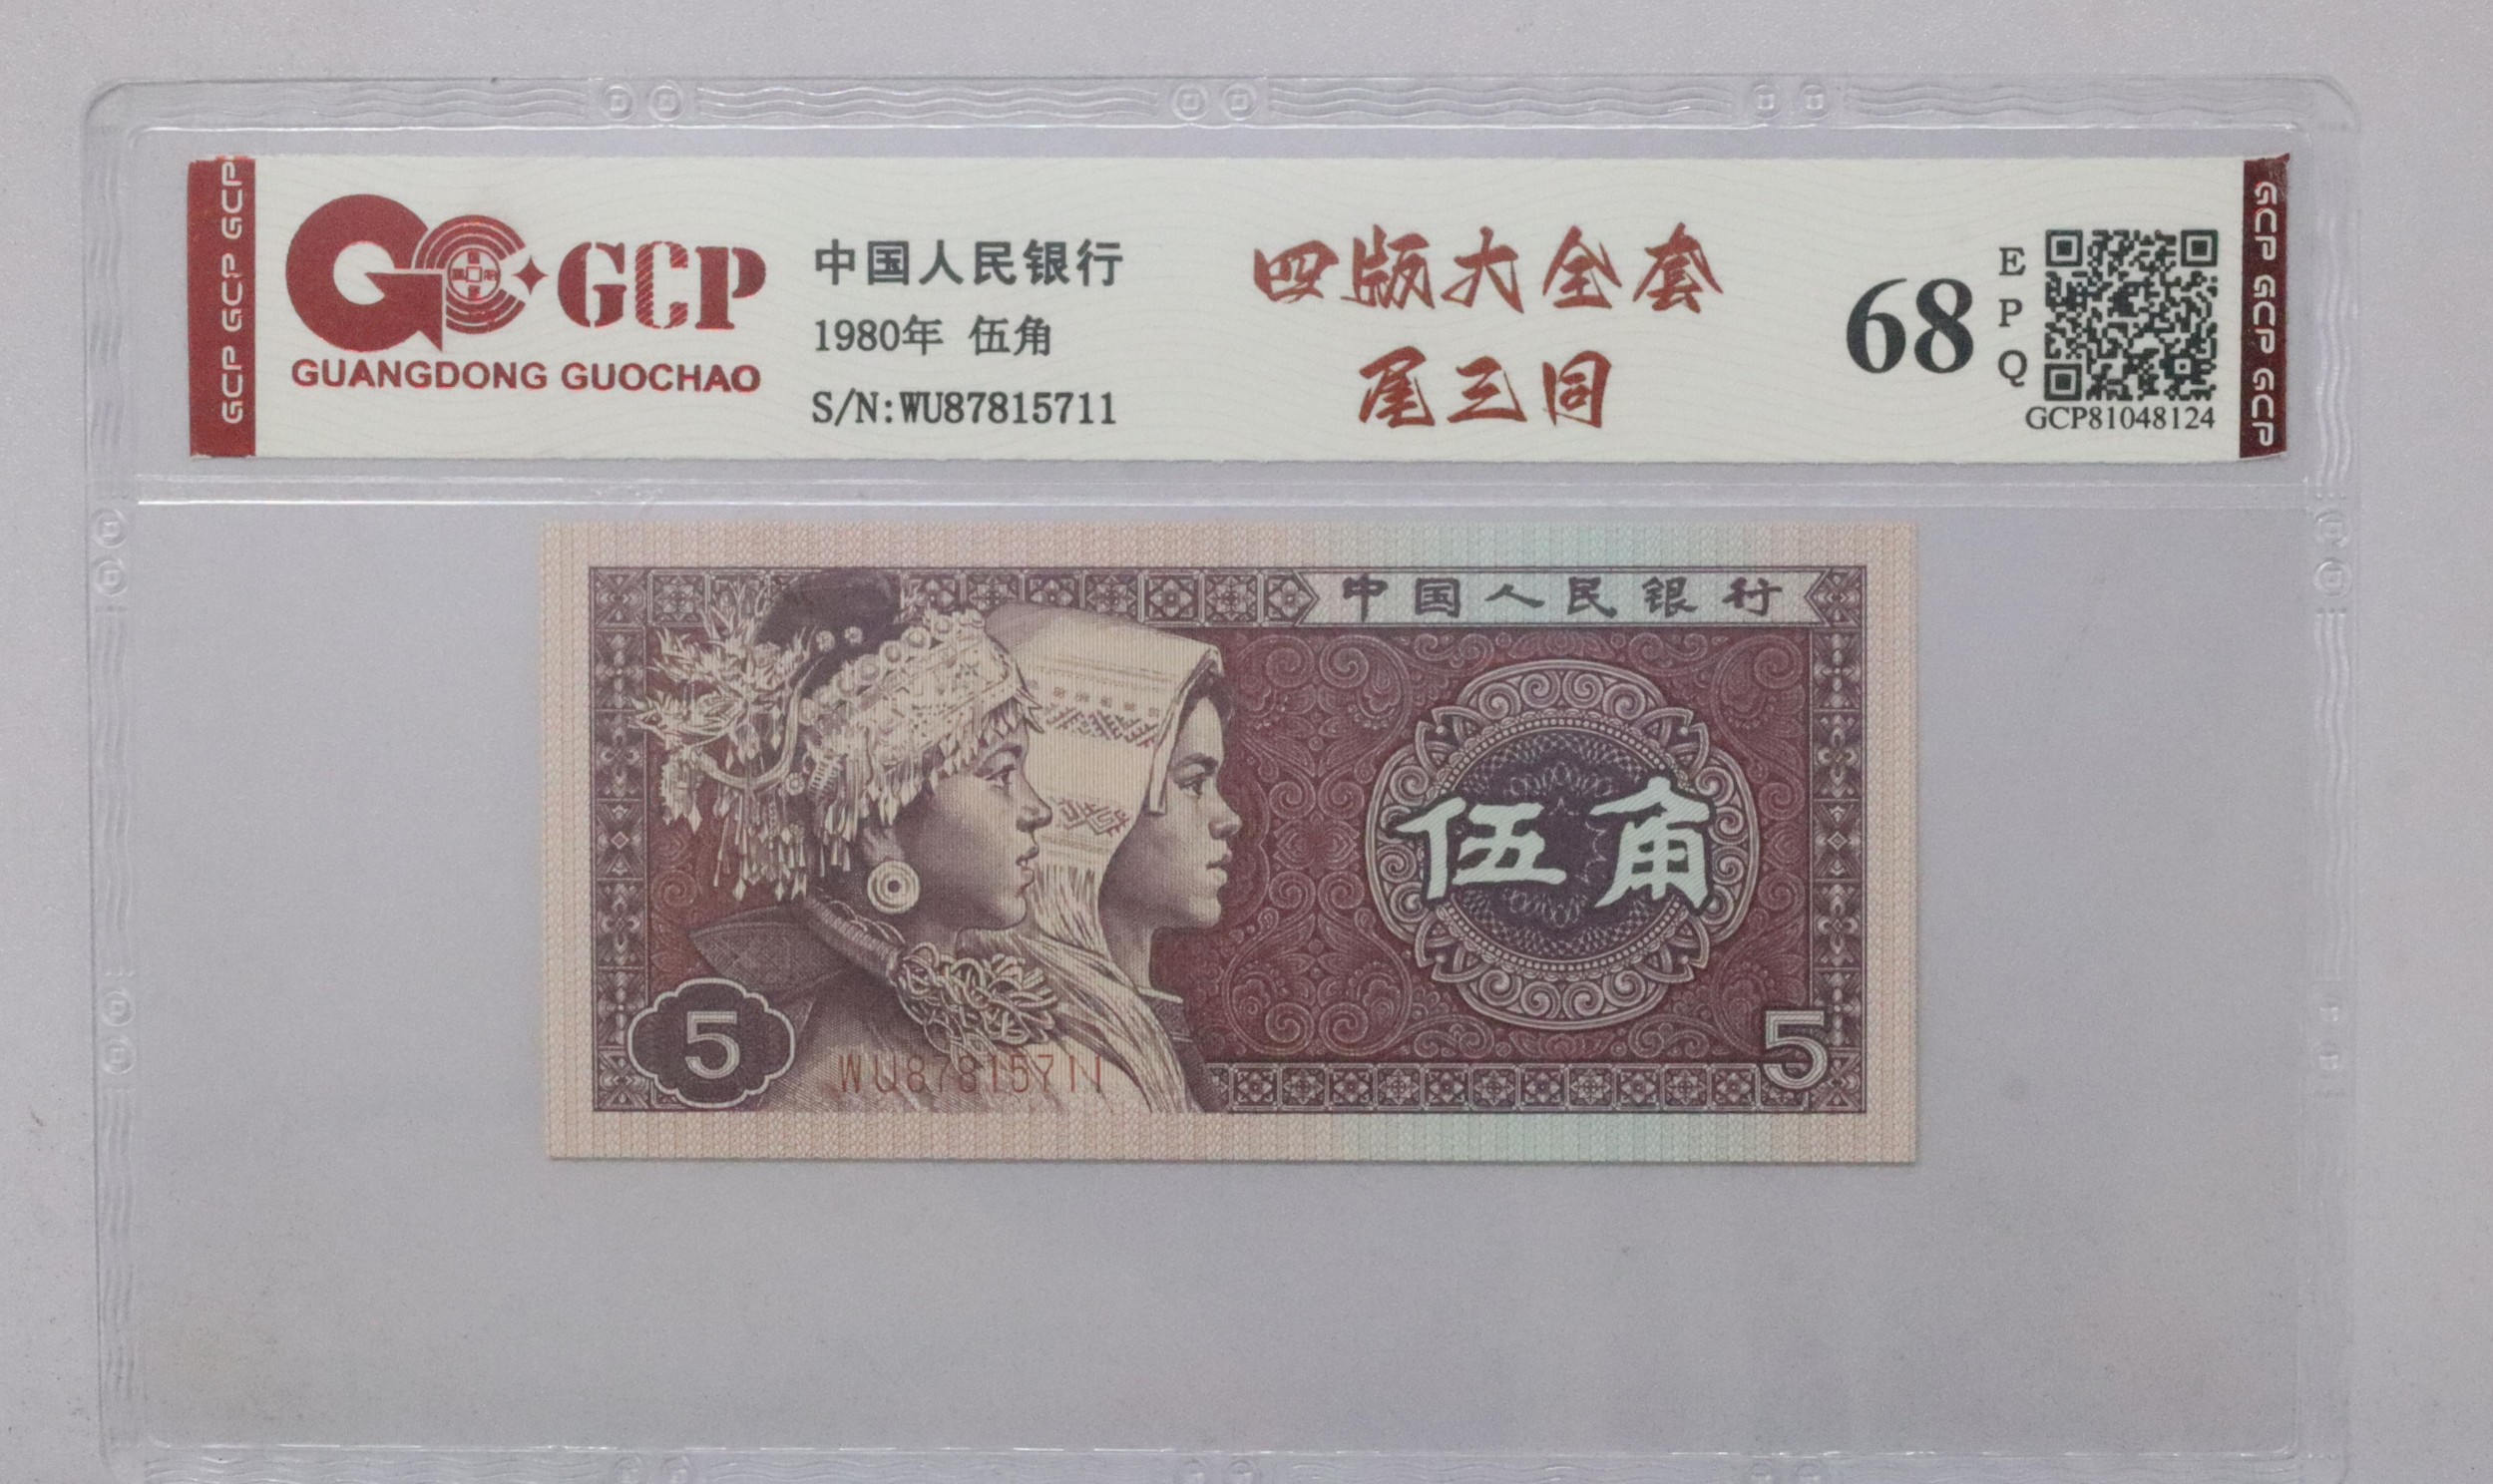 GCP GCP GCP
GCP
GUANGDONG GUOCHAO
中国人民银行
1980年 伍角
S/N:WU87815711
四版大全套
尾三同
68
EPQ
GCP81048124
GCP GCP GCP
中国人民银行
伍角
5
5
WU87815711